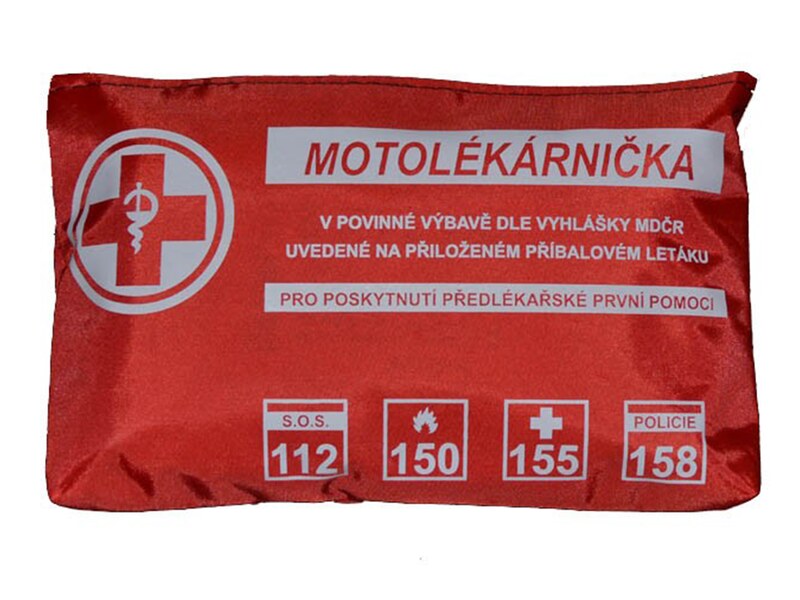 MOTOLÉKÁRNIČKA
V POVINNÉ VÝBAVĚ DLE VYHLÁŠKY MDČR
UVEDENÉ NA PŘILOŽENÉM PŘÍBALOVÉM LETÁKU
PRO POSKYTNUTÍ PŘEDLÉKAŘSKÉ PRVNÍ POMOCI
S.O.S.
112
150
155
POLICIE
158